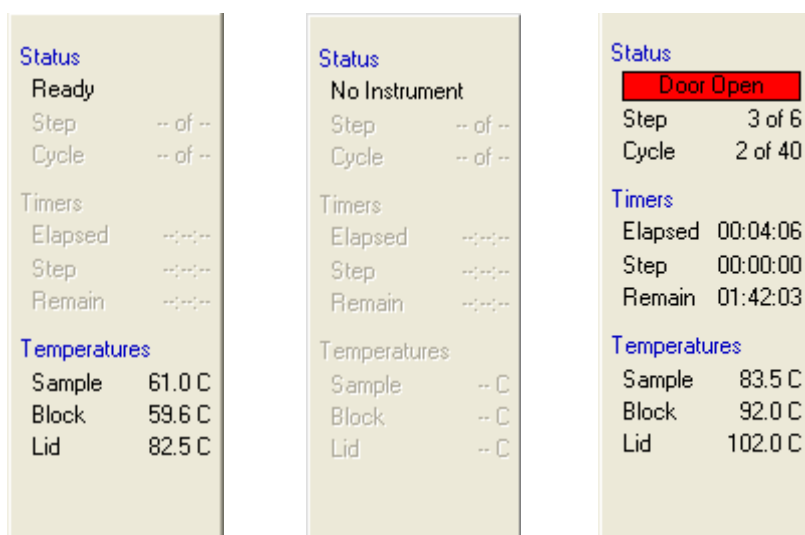 Status
Ready
Step -- of --
Cycle -- of --
Timers
Elapsed --:--:--
Step --:--:--
Remain --:--:--
Temperatures
Sample 61.0 C
Block 59.6 C
Lid 82.5 C
Status
No Instrument
Step -- of --
Cycle -- of --
Timers
Elapsed --:--:--
Step --:--:--
Remain --:--:--
Temperatures
Sample -- C
Block -- C
Lid -- C
Status
Door Open
Step 3 of 6
Cycle 2 of 40
Timers
Elapsed 00:04:06
Step 00:00:00
Remain 01:42:03
Temperatures
Sample 83.5 C
Block 92.0 C
Lid 102.0 C